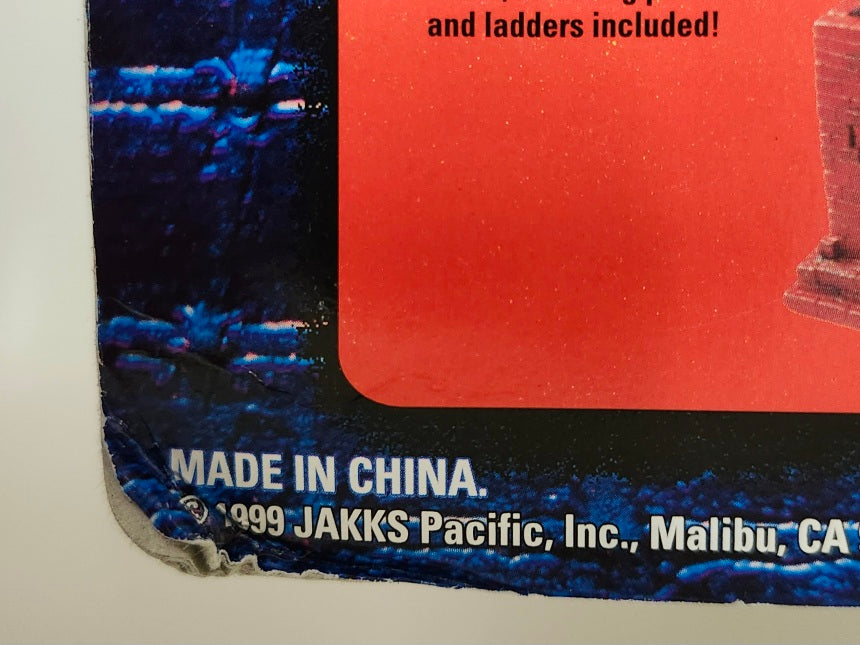 and ladders included!
MADE IN CHINA.
© 1999 JAKKS Pacific, Inc., Malibu, CA